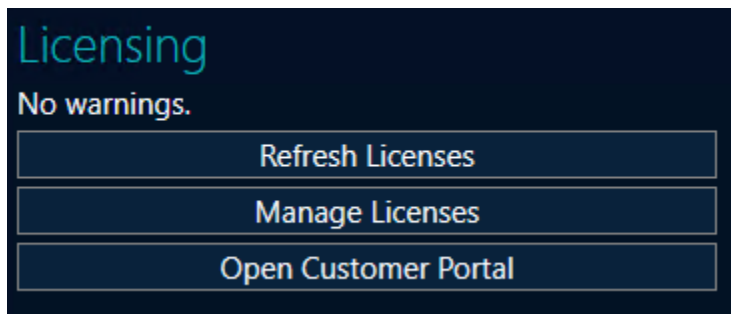 Licensing
No warnings.
Refresh Licenses
Manage Licenses
Open Customer Portal